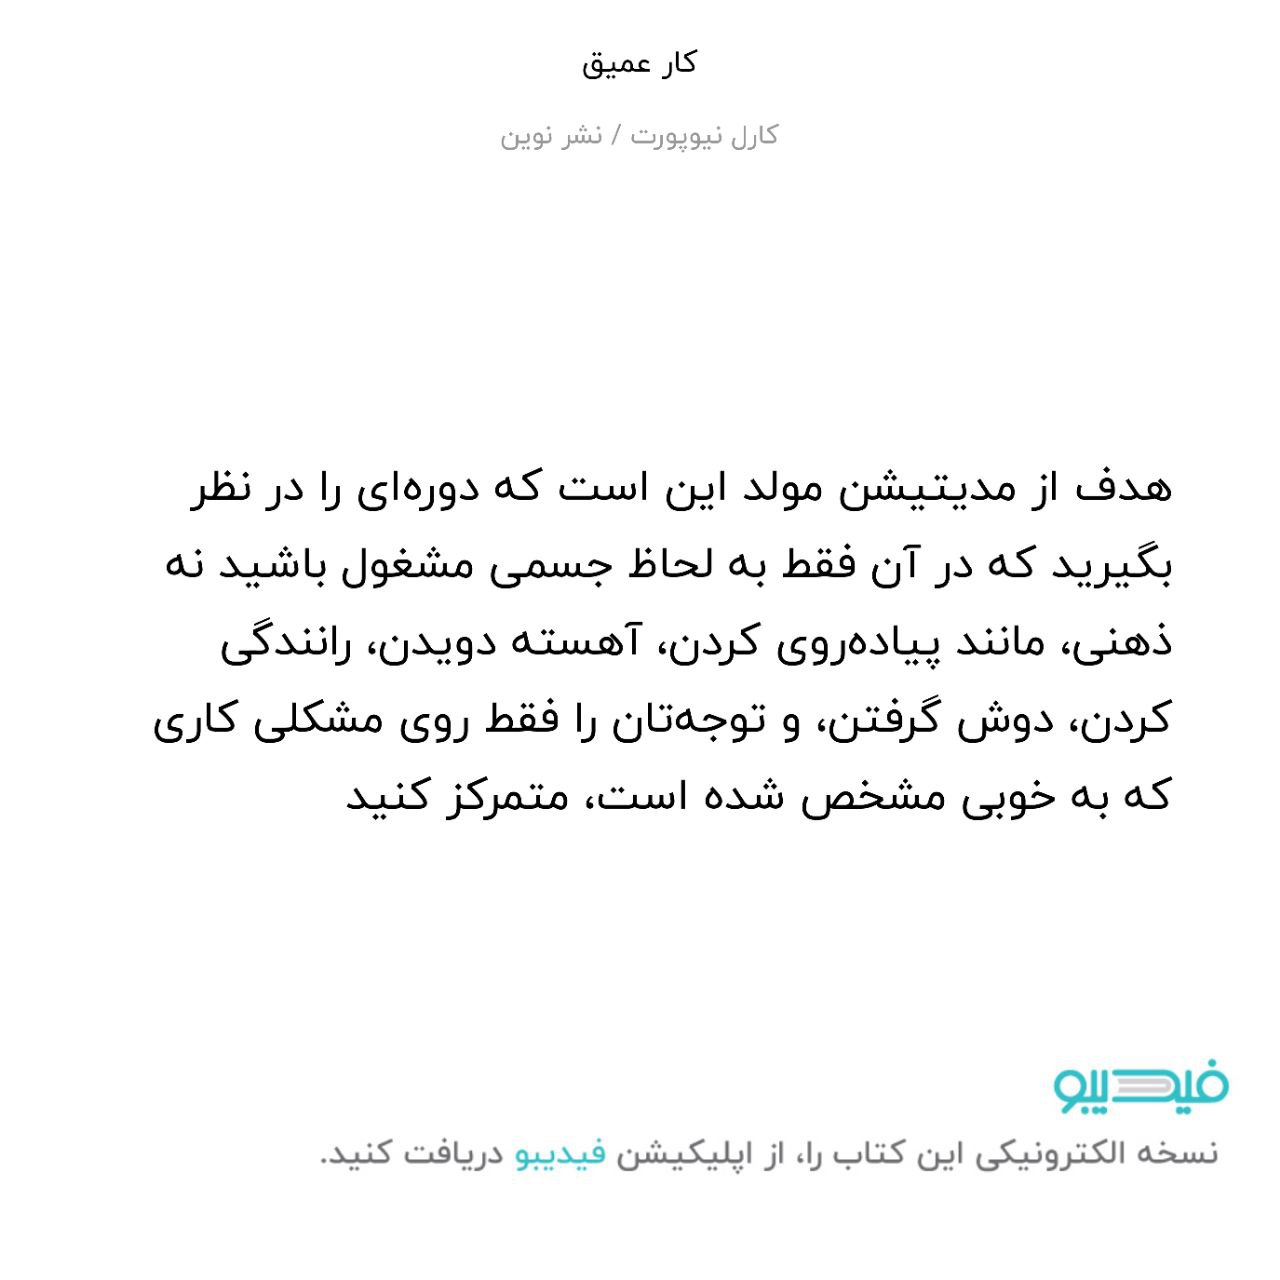 کار عمیق
کارل نیوپورت / نشر نوین
هدف از مدیتیشن مولد این است که دوره‌ای را در نظر
بگیرید که در آن فقط به لحاظ جسمی مشغول باشید نه
ذهنی، مانند پیاده‌روی کردن، آهسته دویدن، رانندگی
کردن، دوش گرفتن، و توجه‌تان را فقط روی مشکلی کاری
که به خوبی مشخص شده است، متمرکز کنید
فیدیبو
نسخه الکترونیکی این کتاب را، از اپلیکیشن فیدیبو دریافت کنید.